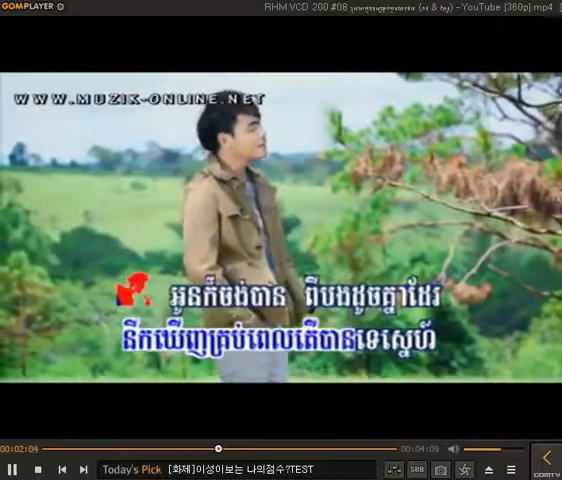 GOMPLAYER
RHM VCD 200 #08 - YouTube [360p].mp4
WWW.MUZIK-ONLINE.NET
អូនក៏ចង់បាន ពីបងដូចគ្នាដែរ
នឹកឃើញគ្រប់ពេលតើបានទេស្នេហ៍
00:02:04
00:04:09
Today's Pick [화제]이성이보는 나의점수?TEST
SUB
GOMTV